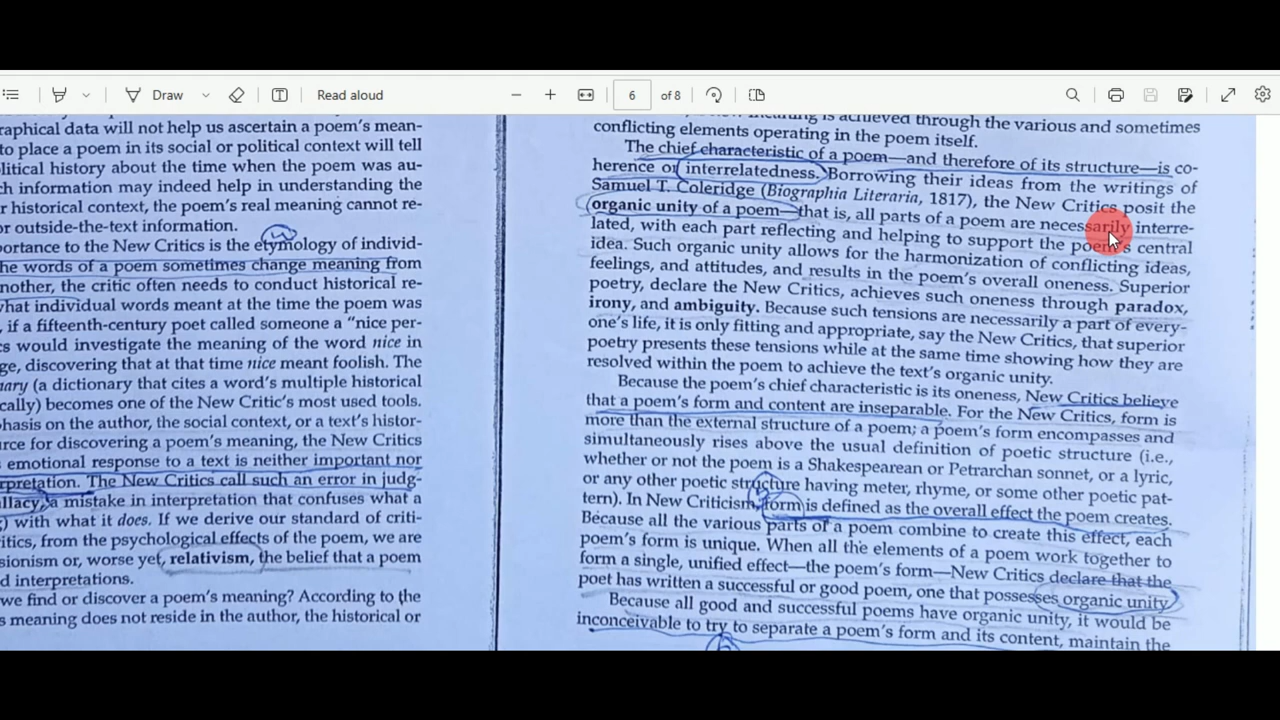 Draw
6
of 8
Read aloud
raphical data will not help us ascertain a poem's mean-
to place a poem in its social or political context will tell
litical history about the time when the poem was au-
ch information may indeed help in understanding the
r historical context, the poem's real meaning cannot re-
or outside-the-text information.
portance to the New Critics is the etymology of individ-
he words of a poem sometimes change meaning from
nother, the critic often needs to conduct historical re-
what individual words meant at the time the poem was
, if a fifteenth-century poet called someone a "nice per-
cs would investigate the meaning of the word nice in
ge, discovering that at that time nice meant foolish. The
nary (a dictionary that cites a word's multiple historical
cally) becomes one of the New Critic's most used tools.
phasis on the author, the social context, or a text's histor-
urce for discovering a poem's meaning, the New Critics
s emotional response to a text is neither important nor
rpretation. The New Critics call such an error in judg-
llacy, a mistake in interpretation that confuses what a
;) with what it does. If we derive our standard of criti-
itics, from the psychological effects of the poem, we are
sionism or, worse yet, relativism, the belief that a poem
d interpretations.
we find or discover a poem's meaning? According to the
s meaning does not reside in the author, the historical or
meaning is achieved through the various and sometimes
conflicting elements operating in the poem itself.
The chief characteristic of a poem—and therefore of its structure—is co-
herence or interrelatedness. Borrowing their ideas from the writings of
Samuel T. Coleridge (Biographia Literaria, 1817), the New Critics posit the
organic unity of a poem—that is, all parts of a poem are necessarily interre-
lated, with each part reflecting and helping to support the poem's central
idea. Such organic unity allows for the harmonization of conflicting ideas,
feelings, and attitudes, and results in the poem's overall oneness. Superior
poetry, declare the New Critics, achieves such oneness through paradox,
irony, and ambiguity. Because such tensions are necessarily a part of every-
one's life, it is only fitting and appropriate, say the New Critics, that superior
poetry presents these tensions while at the same time showing how they are
resolved within the poem to achieve the text's organic unity.
Because the poem's chief characteristic is its oneness, New Critics believe
that a poem's form and content are inseparable. For the New Critics, form is
more than the external structure of a poem; a poem's form encompasses and
simultaneously rises above the usual definition of poetic structure (i.e.,
whether or not the poem is a Shakespearean or Petrarchan sonnet, or a lyric,
or any other poetic structure having meter, rhyme, or some other poetic pat-
tern). In New Criticism, form is defined as the overall effect the poem creates.
Because all the various parts of a poem combine to create this effect, each
poem's form is unique. When all the elements of a poem work together to
form a single, unified effect—the poem's form—New Critics declare that the
poet has written a successful or good poem, one that possesses organic unity
Because all good and successful poems have organic unity, it would be
inconceivable to try to separate a poem's form and its content, maintain the